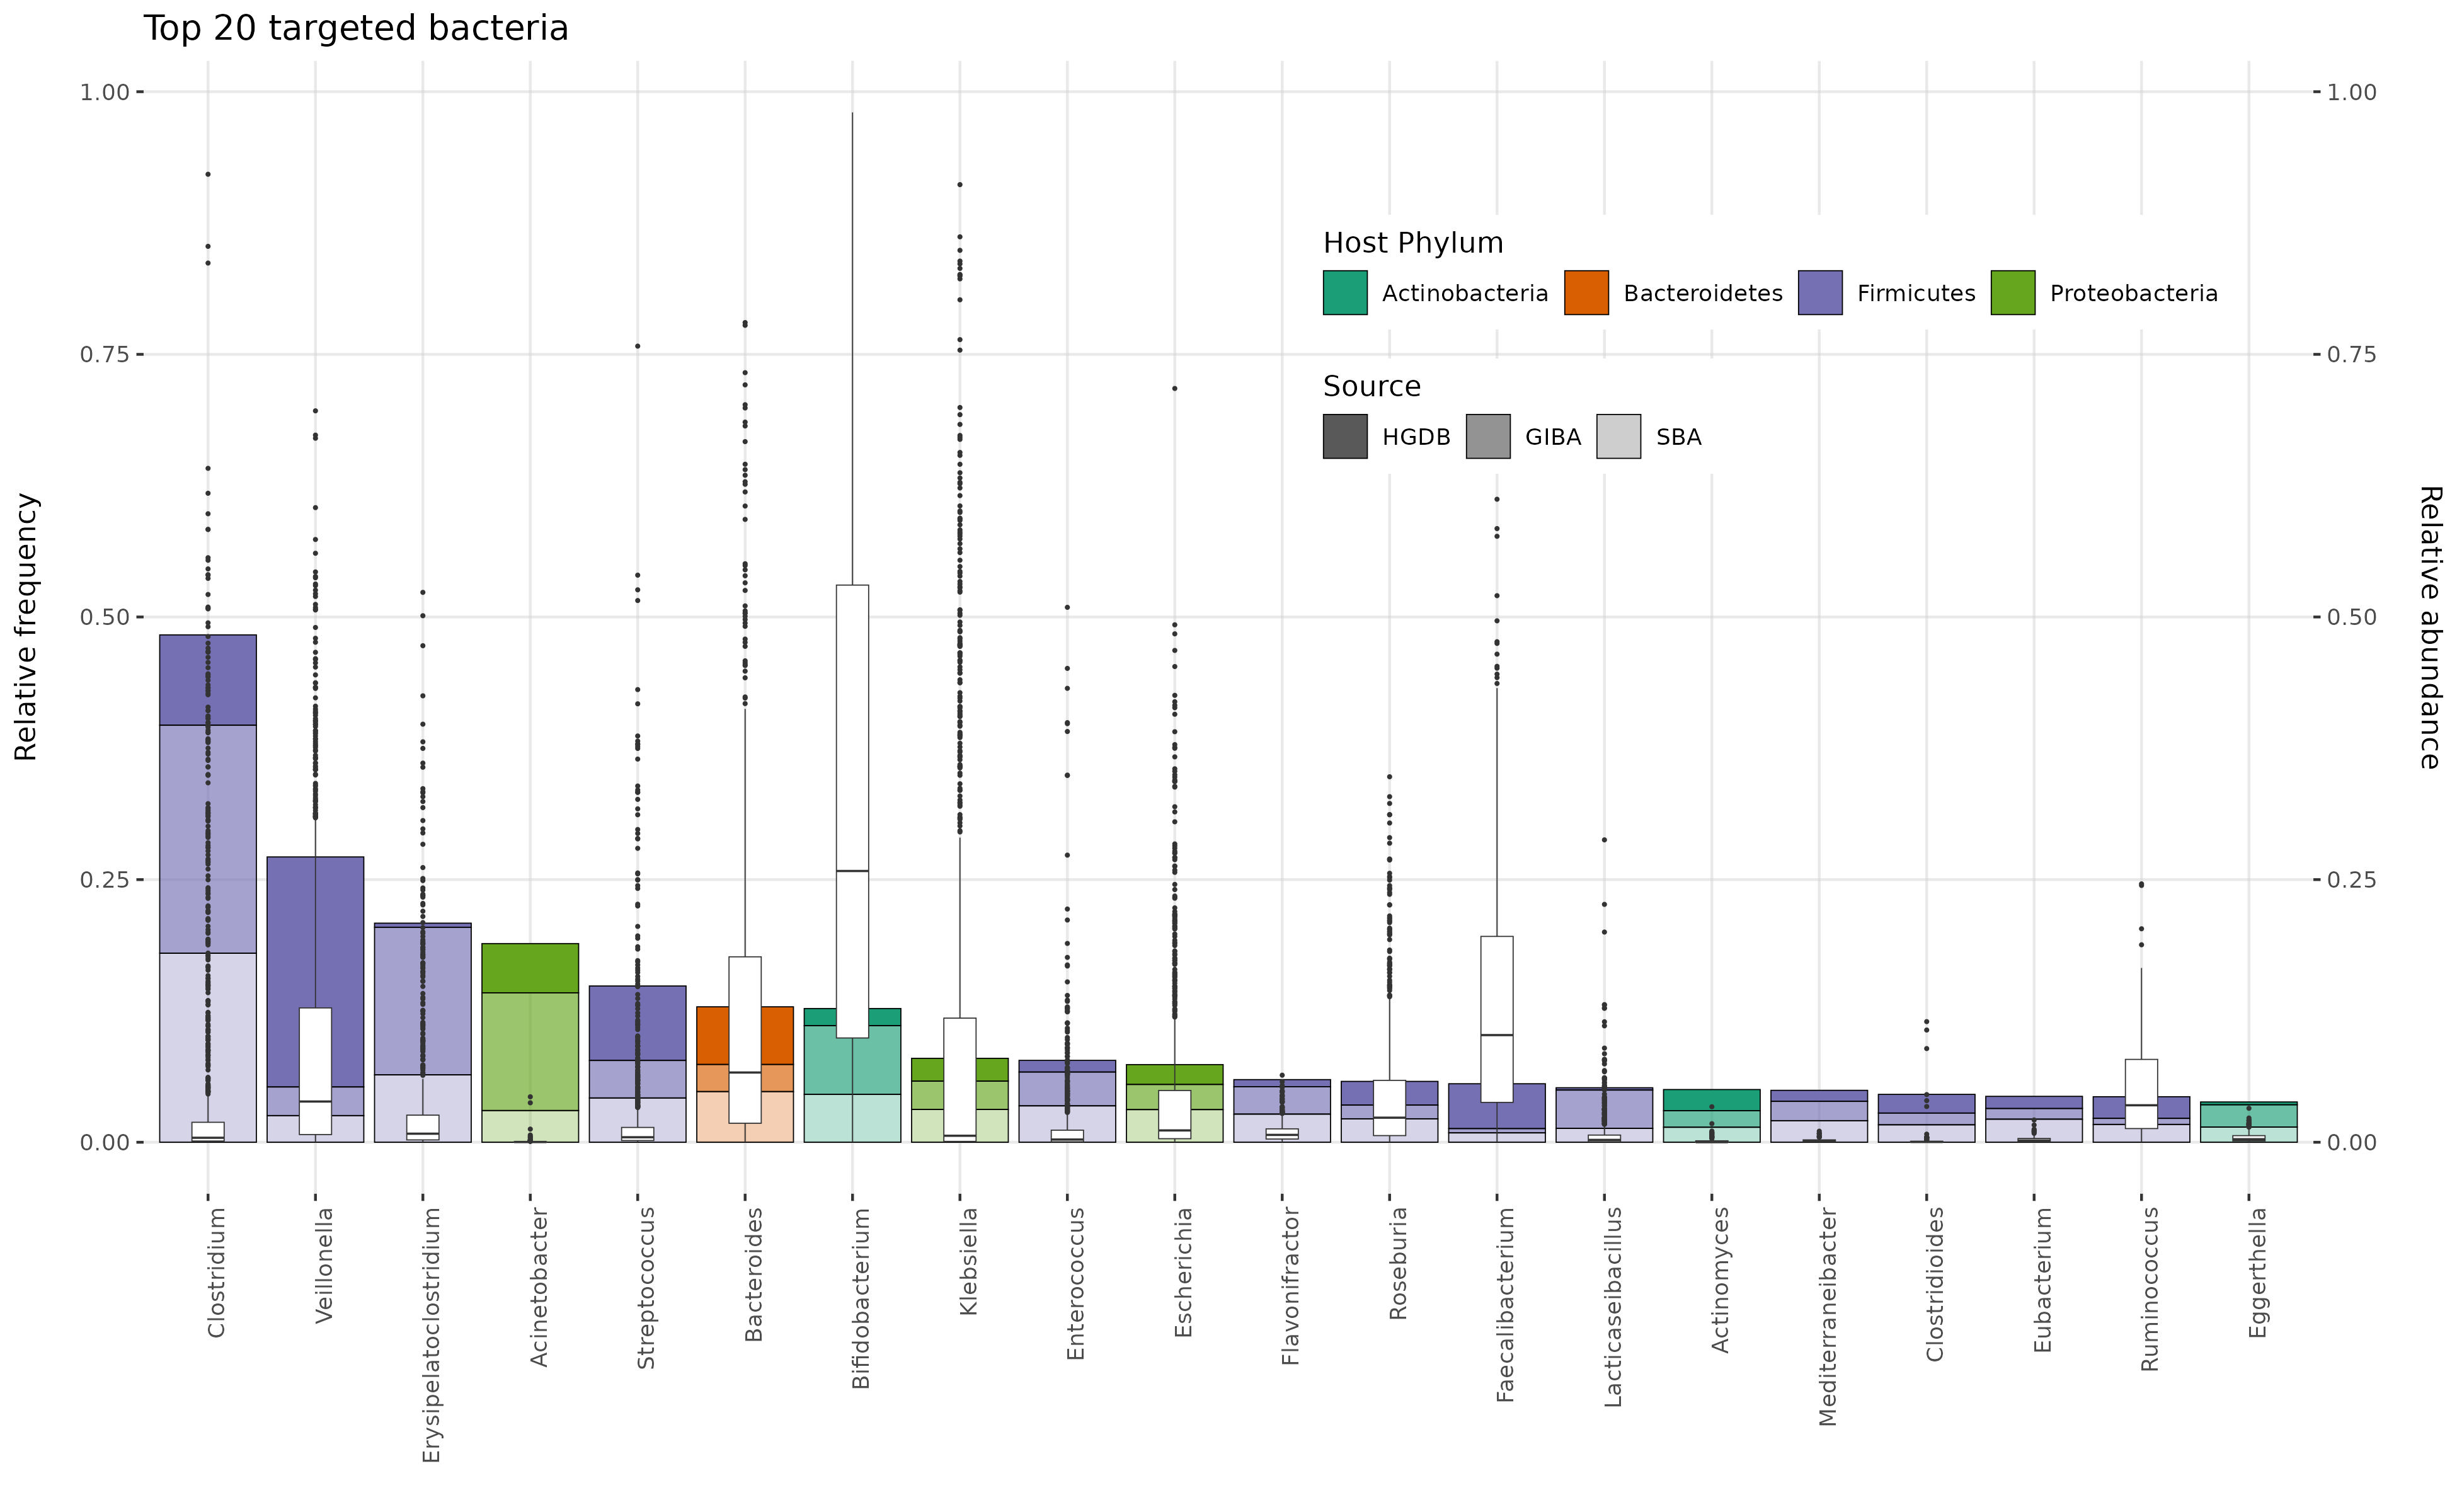 Top 20 targeted bacteria
Relative frequency
1.00
0.75
0.50
0.25
0.00
Host Phylum
Actinobacteria Bacteroidetes Firmicutes Proteobacteria
Source
HGDB GIBA SBA
1.00
0.75
0.50
0.25
0.00
Relative abundance
Clostridium
Veillonella
Erysipelatoclostridium
Acinetobacter
Streptococcus
Bacteroides
Bifidobacterium
Klebsiella
Enterococcus
Escherichia
Flavonifractor
Roseburia
Faecalibacterium
Lacticaseibacillus
Actinomyces
Mediterraneibacter
Clostridioides
Eubacterium
Ruminococcus
Eggerthella